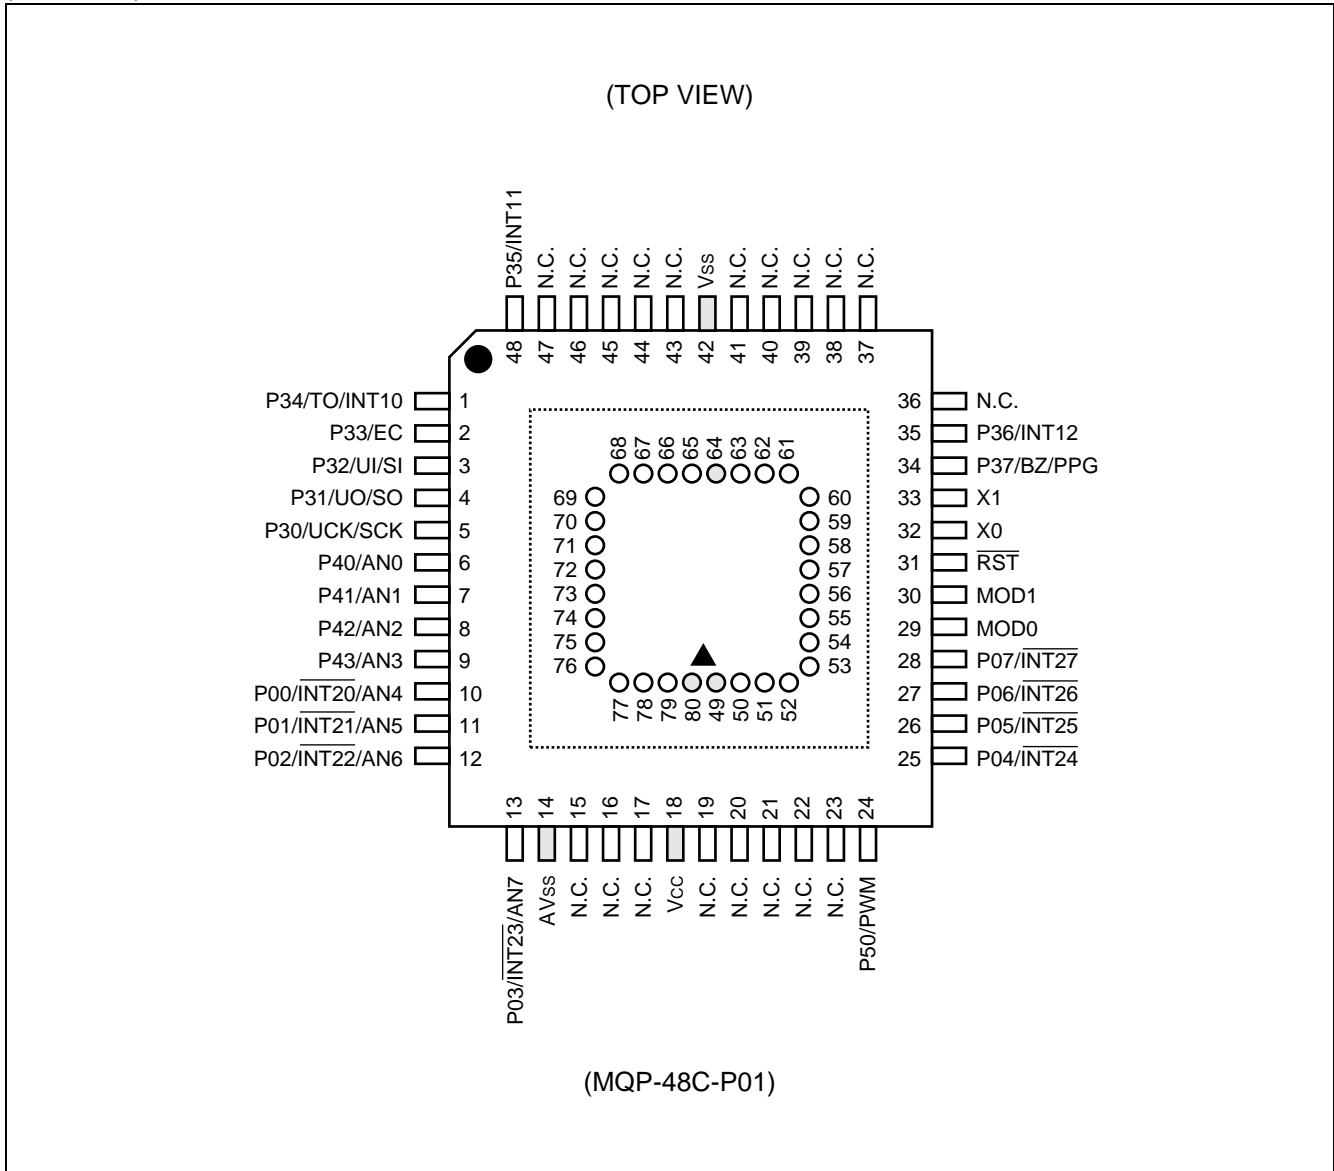 (TOP VIEW)
P35/INT11
N.C.
N.C.
N.C.
N.C.
N.C.
Vss
N.C.
N.C.
N.C.
N.C.
N.C.
48 47 46 45 44 43 42 41 40 39 38 37
P34/TO/INT10 1
P33/EC 2
P32/UI/SI 3
P31/UO/SO 4
P30/UCK/SCK 5
P40/AN0 6
P41/AN1 7
P42/AN2 8
P43/AN3 9
P00/INT20/AN4 10
P01/INT21/AN5 11
P02/INT22/AN6 12
68 67 66 65 64 63 62 61
69
70
71
72
73
74
75
76
60
59
58
57
56
55
54
53
77 78 79 80 49 50 51 52
36 N.C.
35 P36/INT12
34 P37/BZ/PPG
33 X1
32 X0
31 RST
30 MOD1
29 MOD0
28 P07/INT27
27 P06/INT26
26 P05/INT25
25 P04/INT24
13 14 15 16 17 18 19 20 21 22 23 24
P03/INT23/AN7
AVss
N.C.
N.C.
N.C.
Vcc
N.C.
N.C.
N.C.
N.C.
N.C.
P50/PWM
(MQP-48C-P01)